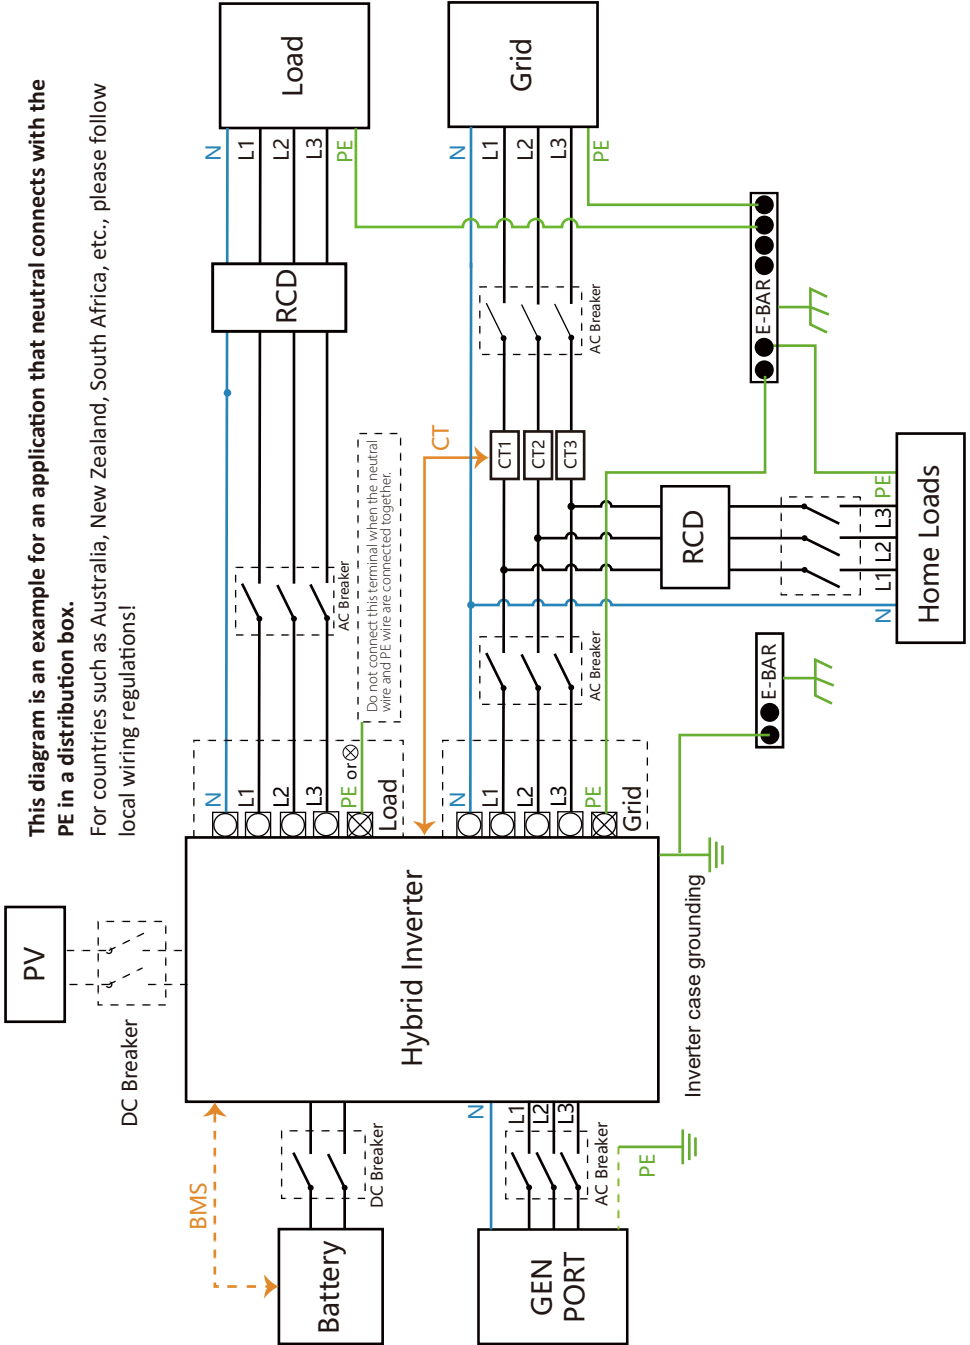 This diagram is an example for an application that neutral connects with the
PE in a distribution box.
For countries such as Australia, New Zealand, South Africa, etc., please follow
local wiring regulations!
PV
DC Breaker
Load
N
L1
L2
L3
PE
RCD
AC Breaker
Do not connect this terminal when the neutral
wire and PE wire are connected together.
N
L1
L2
L3
PE or
Load
Grid
N
L1
L2
L3
PE
AC Breaker
CT
CT1
CT2
CT3
AC Breaker
N
L1
L2
L3
PE
Grid
E-BAR
RCD
N
L1
L2
L3
PE
Home Loads
E-BAR
Hybrid Inverter
Inverter case grounding
BMS
DC Breaker
Battery
N
L1
L2
L3
AC Breaker
PE
GEN
PORT